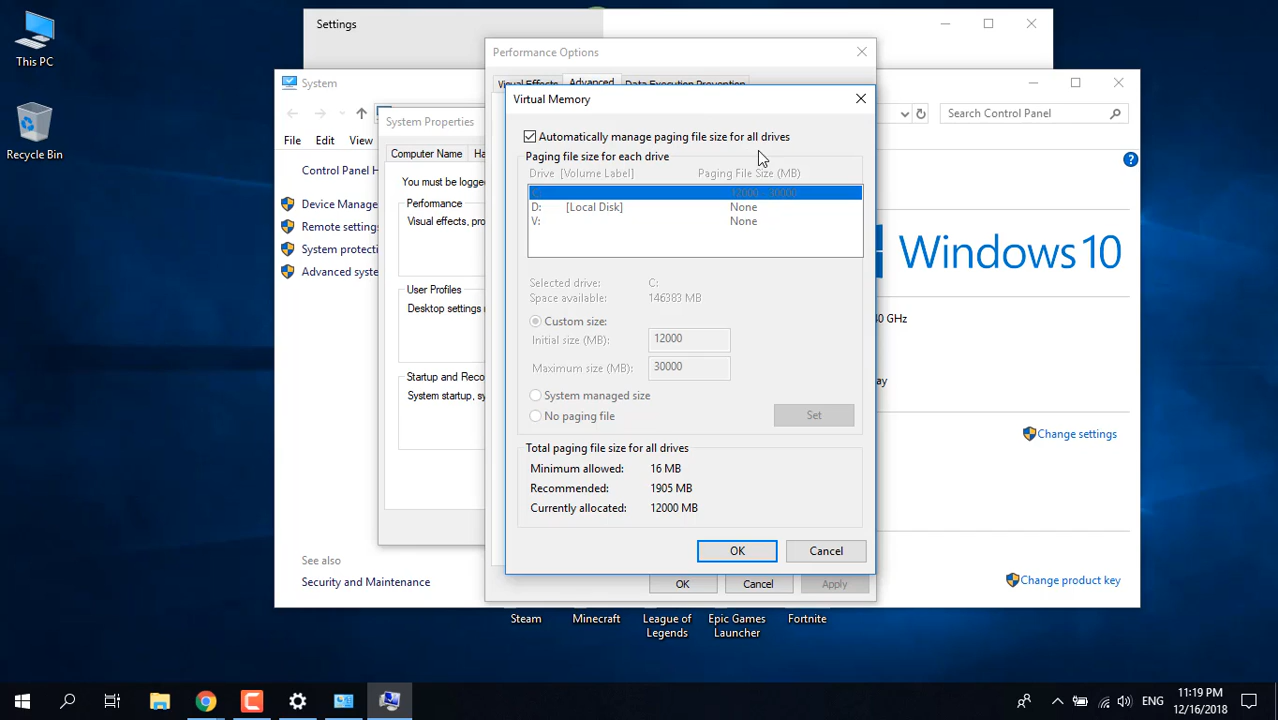 This PC
Recycle Bin
Settings
Performance Options
Visual Effects Advanced Data Execution Prevention
System
Search Control Panel
File Edit View
Control Panel H
Device Manage
Remote setting
System protecti
Advanced syste
See also
Security and Maintenance
System Properties
Computer Name Ha
You must be logge
Performance
Visual effects, pro
User Profiles
Desktop settings r
Startup and Reco
System startup, sy
Virtual Memory
Automatically manage paging file size for all drives
Paging file size for each drive
Drive [Volume Label] Paging File Size (MB)
C: 12000 - 30000
D: [Local Disk] None
V: None
Selected drive: C:
Space available: 146383 MB
Custom size:
Initial size (MB): 12000
Maximum size (MB): 30000
System managed size
No paging file
Set
Total paging file size for all drives
Minimum allowed: 16 MB
Recommended: 1905 MB
Currently allocated: 12000 MB
OK Cancel
OK Cancel Apply
Windows 10
0 GHz
lay
Change settings
Change product key
Steam
Minecraft
League of
Legends
Epic Games
Launcher
Fortnite
ENG
11:19 PM
12/16/2018